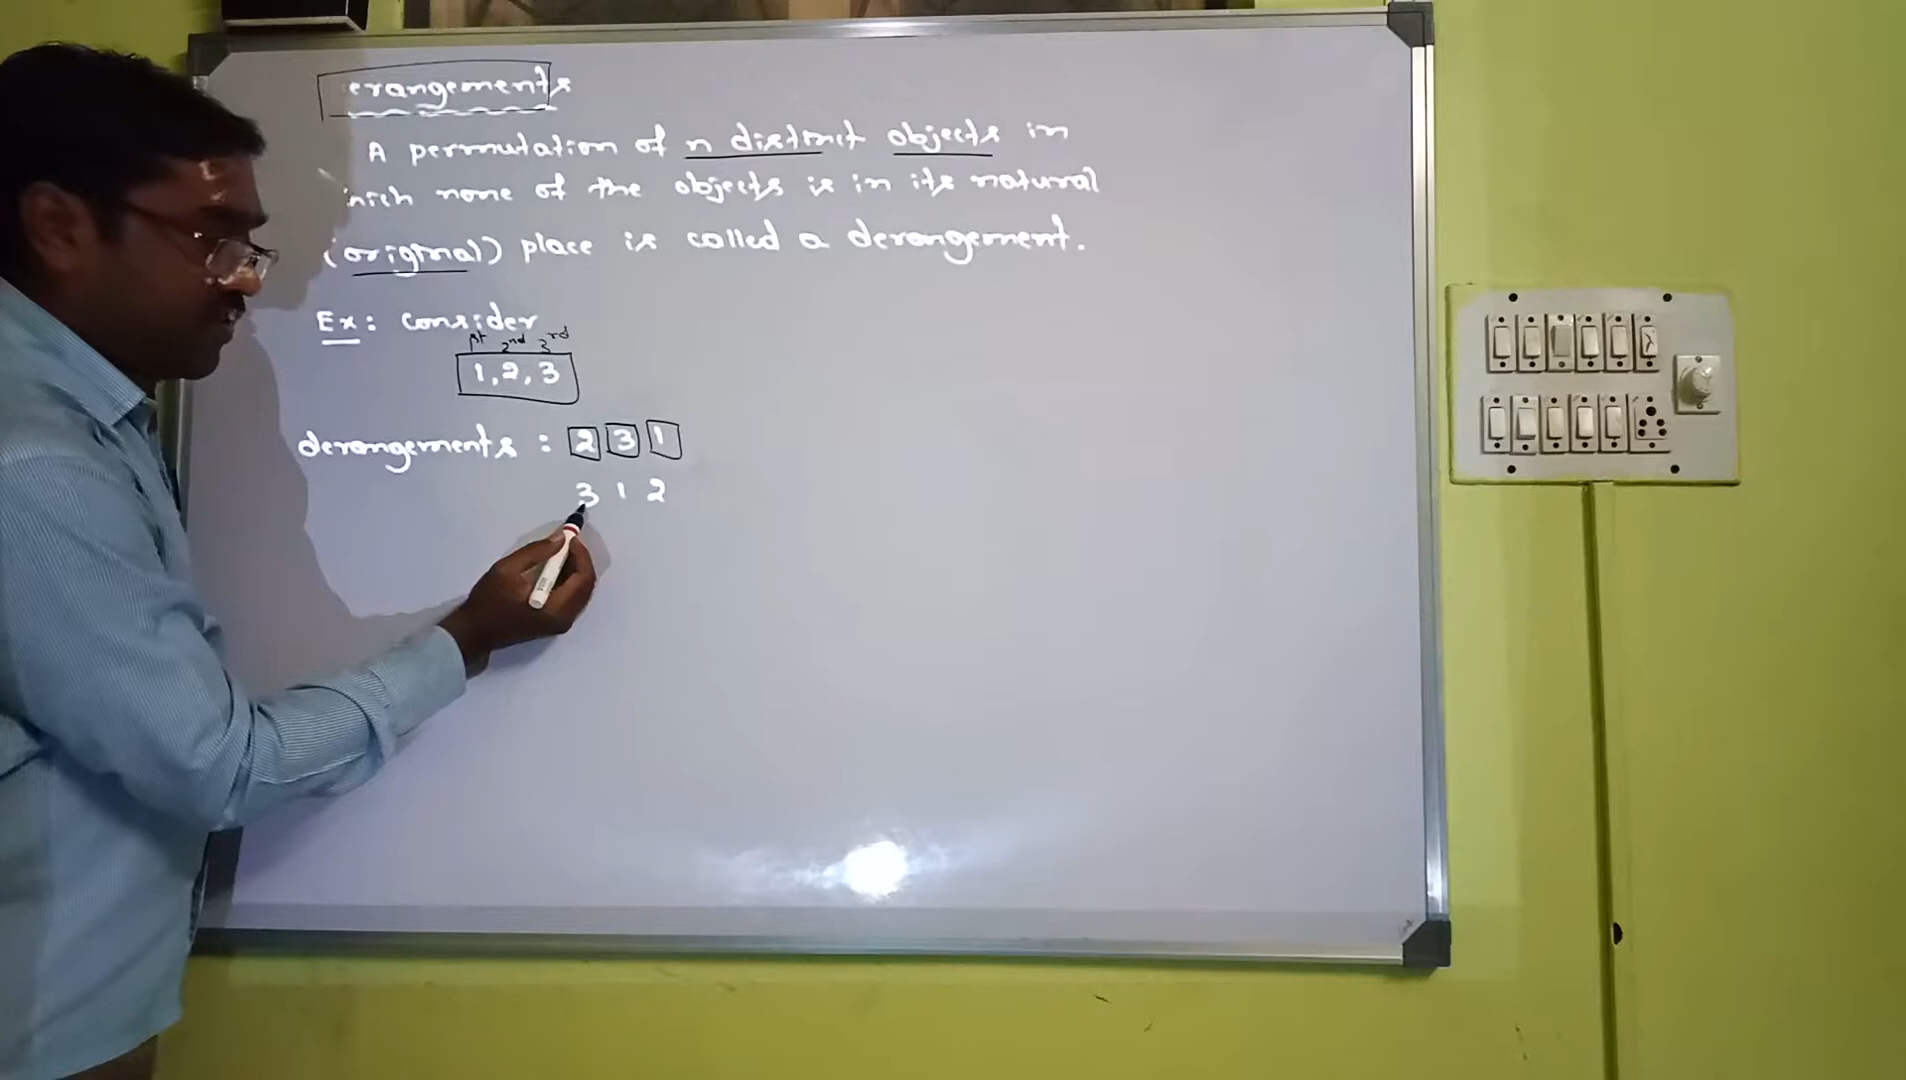 erangements
A permutation of n distinct objects in
hich none of the objects is in its natural
(original) place is called a derangement.
Ex: Consider
1st 2nd 3rd
1, 2, 3
derangements : 2 3 1
3 1 2